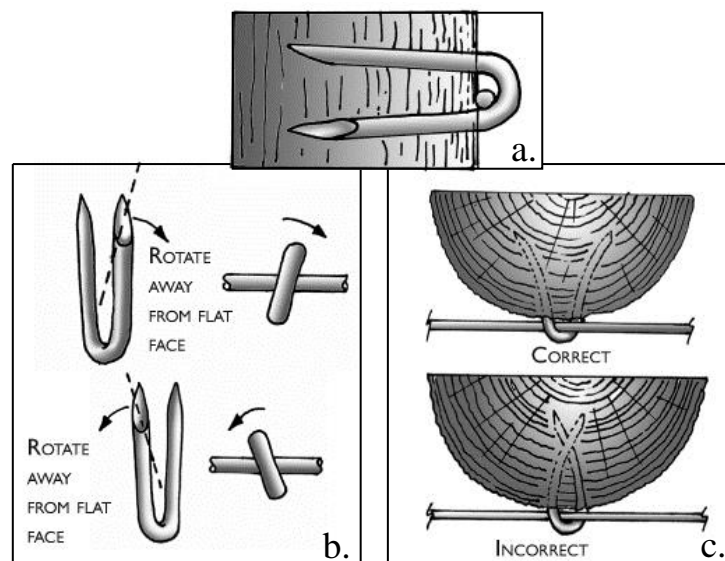 a.
ROTATE
AWAY
FROM FLAT
FACE
ROTATE
AWAY
FROM FLAT
FACE
b.
CORRECT
INCORRECT
c.